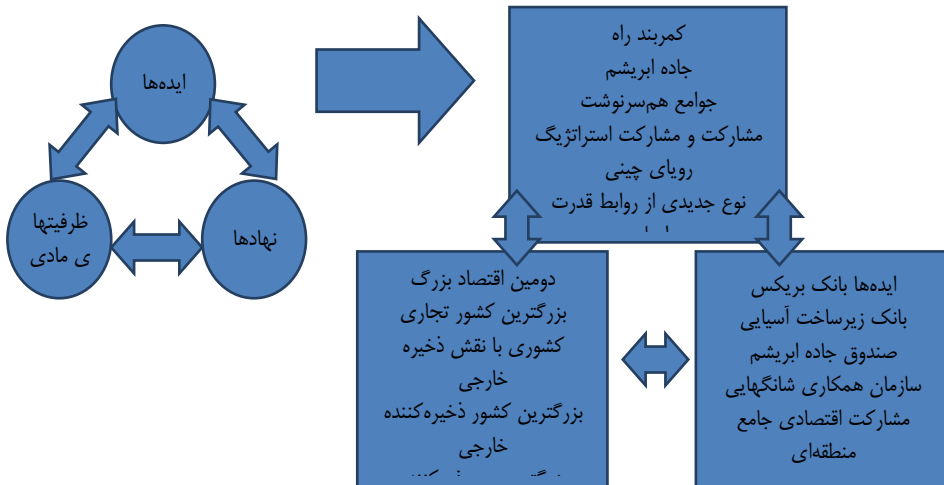 ایده‌ها
ظرفیتها
ی مادی
نهادها
کمربند راه
جاده ابریشم
جوامع هم‌سرنوشت
مشارکت و مشارکت استراتژیگ
رویای چینی
نوع جدیدی از روابط قدرت
دومین اقتصاد بزرگ
بزرگترین کشور تجاری
کشوری با نقش ذخیره
خارجی
بزرگترین کشور ذخیره‌کننده
خارجی
ایده‌ها بانک بریکس
بانک زیرساخت آسیایی
صندوق جاده ابریشم
سازمان همکاری شانگهایی
مشارکت اقتصادی جامع
منطقه‌ای